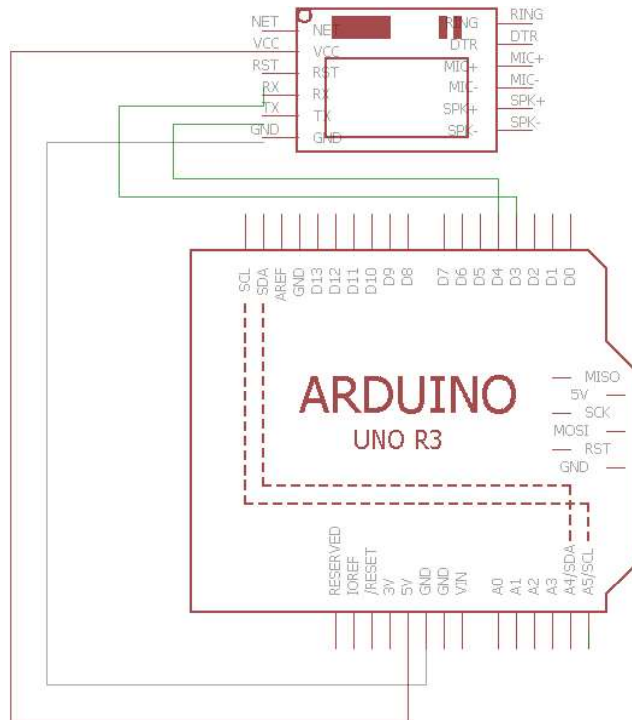 NET
VCC
RST
RX
TX
GND
NET
VCC
RST
RX
TX
GND
RING
DTR
MIC+
MIC-
SPK+
SPK-
RING
DTR
MIC+
MIC-
SPK+
SPK-
SCL
SDA
AREF
GND
D13
D12
D11
D10
D9
D8
D7
D6
D5
D4
D3
D2
D1
D0
ARDUINO
UNO R3
MISO
5V
SCK
MOSI
RST
GND
RESERVED
IOREF
/RESET
3V
5V
GND
GND
VIN
A0
A1
A2
A3
A4/SDA
A5/SCL